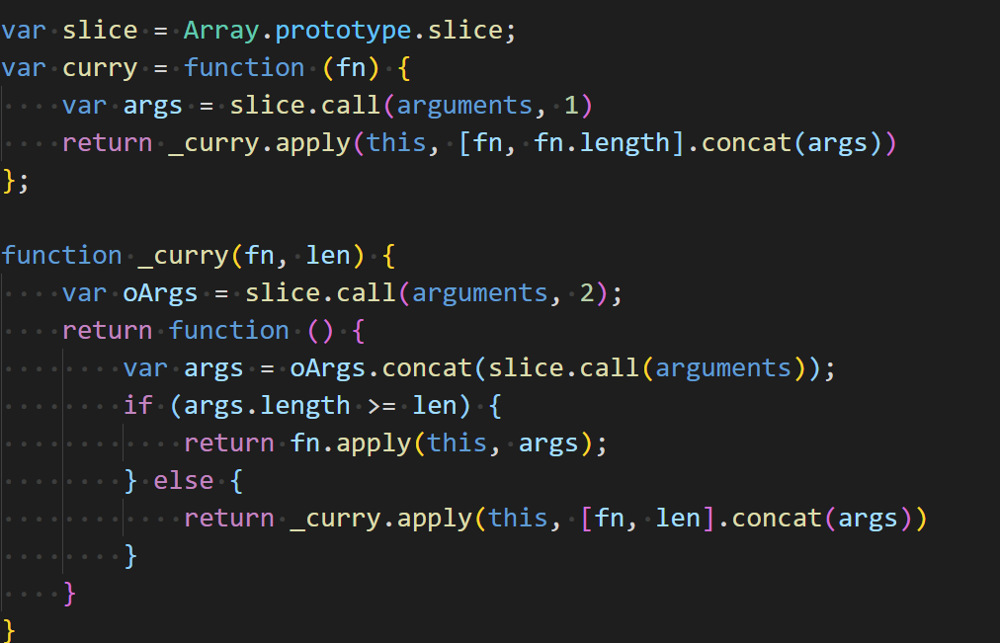 var slice = Array.prototype.slice;
var curry = function (fn) {
    var args = slice.call(arguments, 1)
    return _curry.apply(this, [fn, fn.length].concat(args))
};

function _curry(fn, len) {
    var oArgs = slice.call(arguments, 2);
    return function () {
        var args = oArgs.concat(slice.call(arguments));
        if (args.length >= len) {
            return fn.apply(this, args);
        } else {
            return _curry.apply(this, [fn, len].concat(args))
        }
    }
}